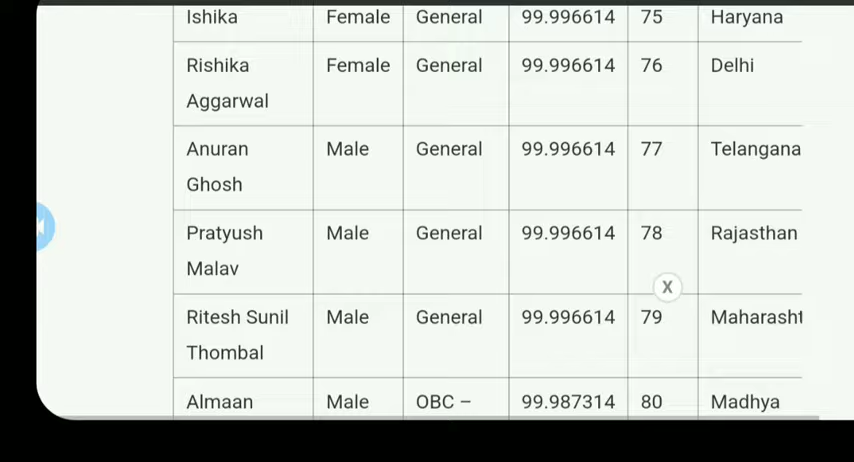 Ishika Female General 99.996614 75 Haryana
Rishika Female General 99.996614 76 Delhi
Aggarwal
Anuran Male General 99.996614 77 Telangana
Ghosh
Pratyush Male General 99.996614 78 Rajasthan
Malav
X
Ritesh Sunil Male General 99.996614 79 Maharasht
Thombal
Almaan Male OBC – 99.987314 80 Madhya